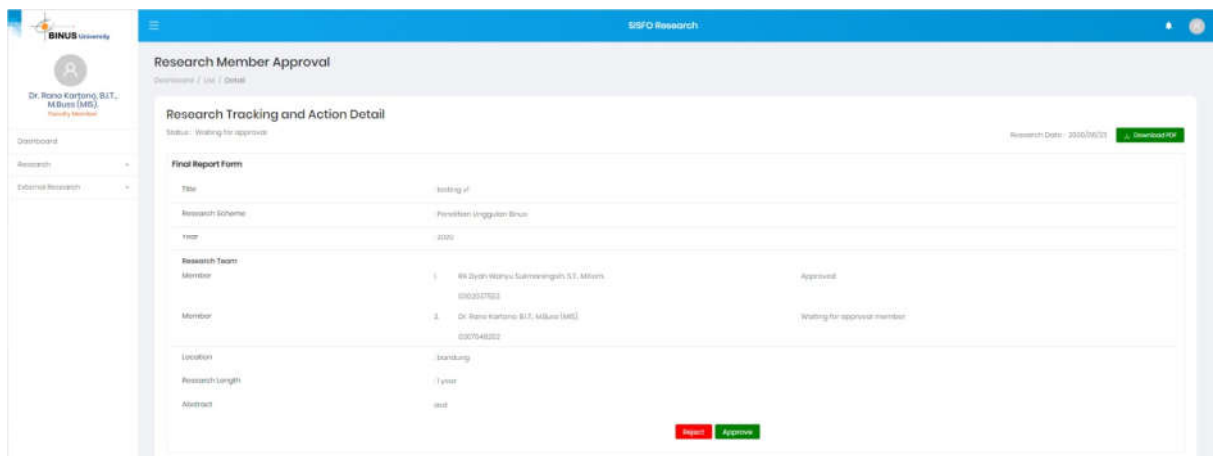 BINUS University
SISFO Research
Dr. Rano Kartono, B.I.T.,
M.Buss (MIS).
Faculty Member
Dashboard
Research
External Research
Research Member Approval
Dashboard / List / Detail
Research Tracking and Action Detail
Status : Waiting for approval
Research Date : 2020/06/23
Download PDF
Final Report Form
Title
Research Scheme
Penelitian Unggulan Binus
Year
2020
Research Team
Member
1.
Approved
Member
2. Dr. Rano Kartono, B.I.T., M.Buss (MIS).
Waiting for approval member
Location
bandung
Research Length
1 year
Abstract
Reject
Approve